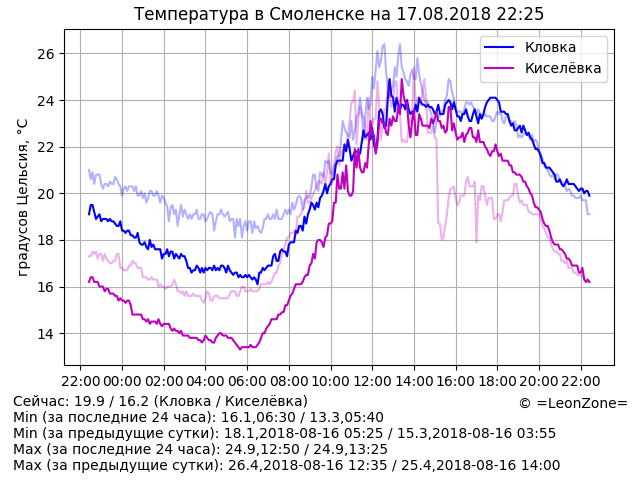 Температура в Смоленске на 17.08.2018 22:25
Кловка
Киселёвка
градусов Цельсия, °C
26
24
22
20
18
16
14
22:00 00:00 02:00 04:00 06:00 08:00 10:00 12:00 14:00 16:00 18:00 20:00 22:00
Сейчас: 19.9 / 16.2 (Кловка / Киселёвка)
© =LeonZone=
Min (за последние 24 часа): 16.1,06:30 / 13.3,05:40
Min (за предыдущие сутки): 18.1,2018-08-16 05:25 / 15.3,2018-08-16 03:55
Max (за последние 24 часа): 24.9,12:50 / 24.9,13:25
Max (за предыдущие сутки): 26.4,2018-08-16 12:35 / 25.4,2018-08-16 14:00